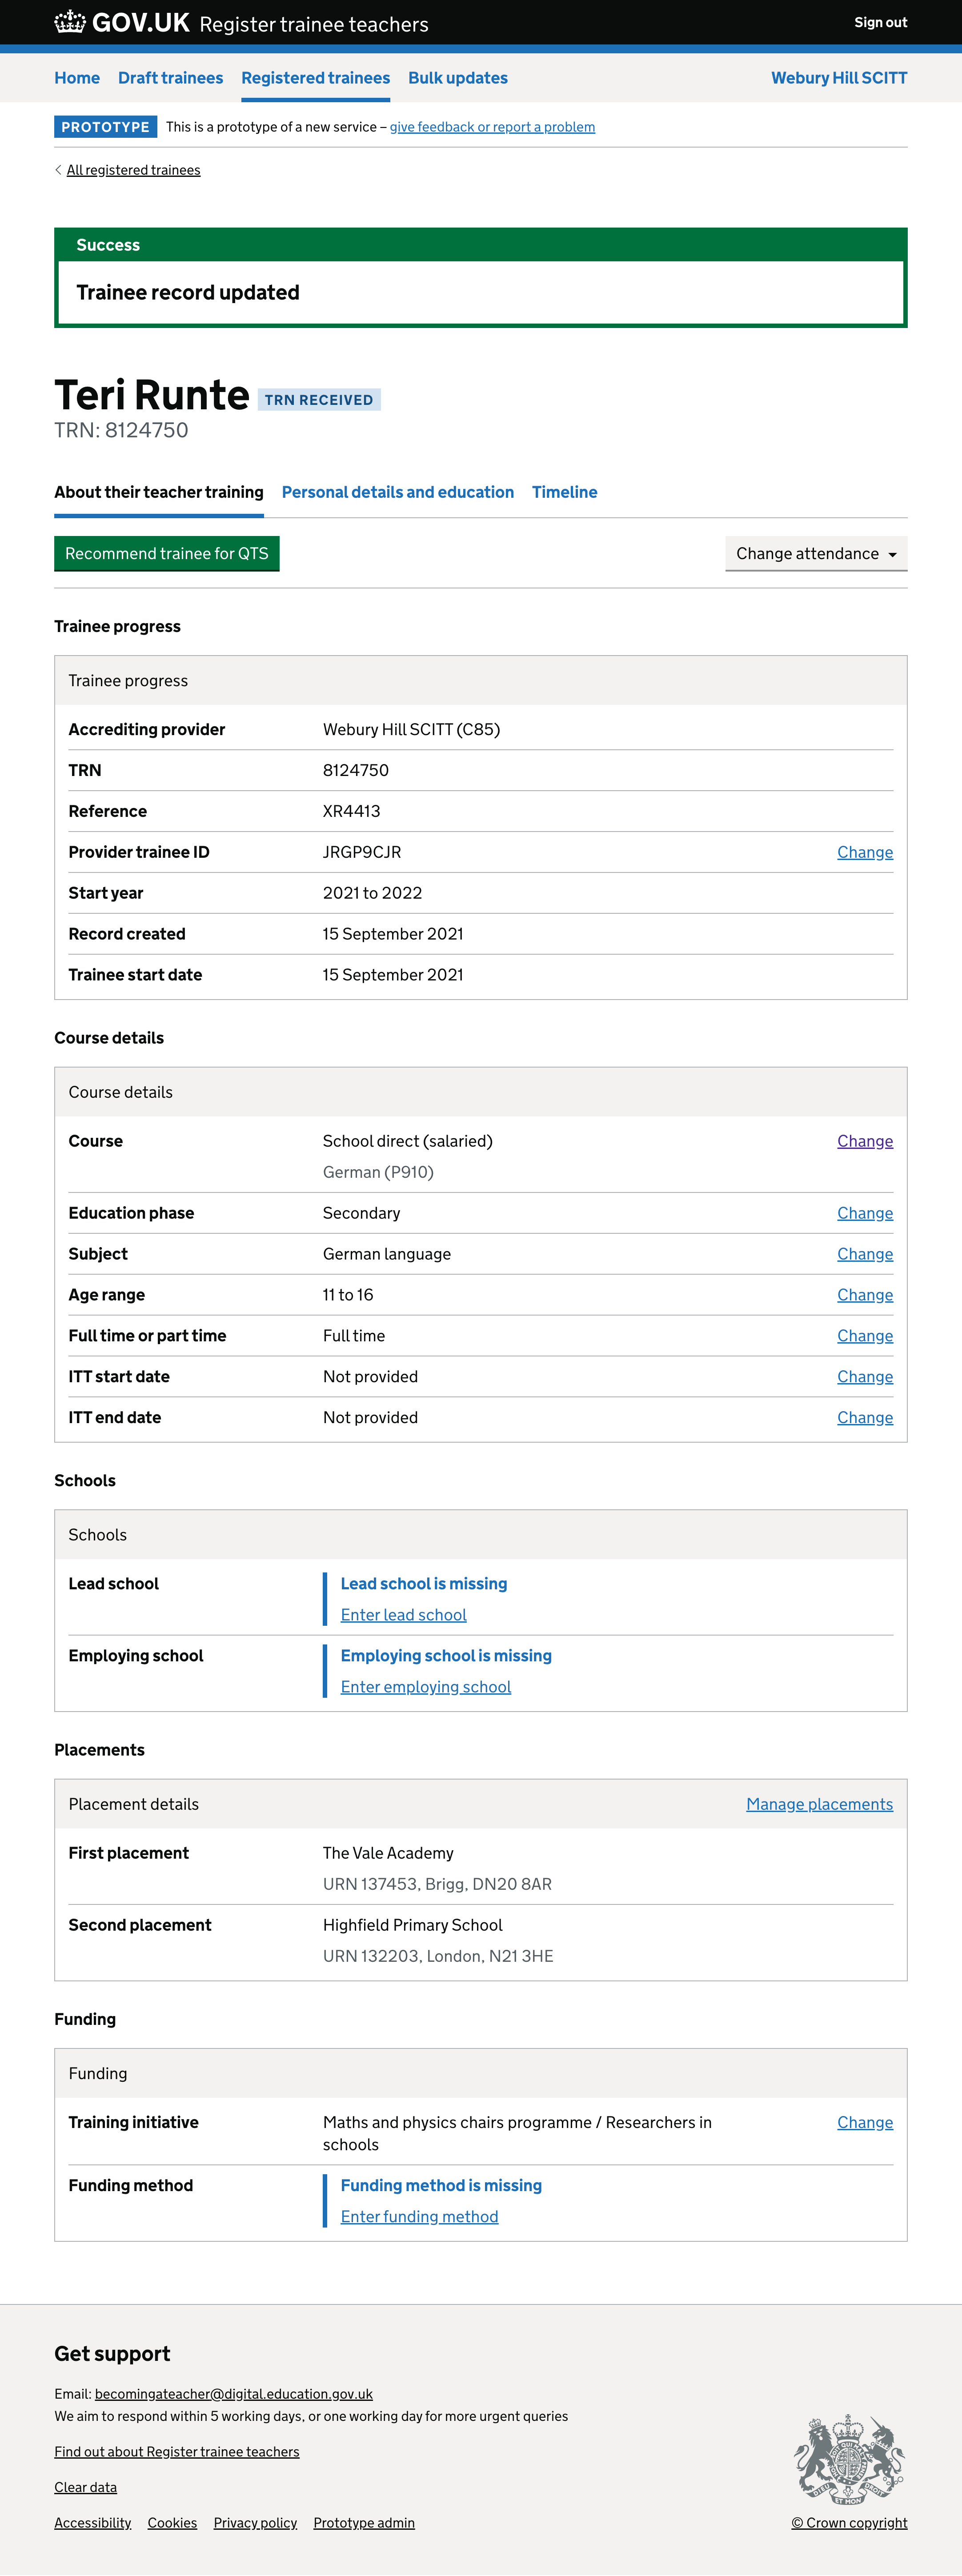 GOV.UK Register trainee teachers
Sign out
Home Draft trainees Registered trainees Bulk updates Webury Hill SCITT
PROTOTYPE This is a prototype of a new service – give feedback or report a problem
All registered trainees
Success
Trainee record updated
Teri Runte TRN RECEIVED
TRN: 8124750
About their teacher training Personal details and education Timeline
Recommend trainee for QTS Change attendance
Trainee progress
Trainee progress
Accrediting provider Webury Hill SCITT (C85)
TRN 8124750
Reference XR4413
Provider trainee ID JRGP9CJR Change
Start year 2021 to 2022
Record created 15 September 2021
Trainee start date 15 September 2021
Course details
Course details
Course School direct (salaried) Change
German (P910)
Education phase Secondary Change
Subject German language Change
Age range 11 to 16 Change
Full time or part time Full time Change
ITT start date Not provided Change
ITT end date Not provided Change
Schools
Schools
Lead school Lead school is missing
Enter lead school
Employing school Employing school is missing
Enter employing school
Placements
Placement details Manage placements
First placement The Vale Academy
URN 137453, Brigg, DN20 8AR
Second placement Highfield Primary School
URN 132203, London, N21 3HE
Funding
Funding
Training initiative Maths and physics chairs programme / Researchers in Change
schools
Funding method Funding method is missing
Enter funding method
Get support
Email: becomingateacher@digital.education.gov.uk
We aim to respond within 5 working days, or one working day for more urgent queries
Find out about Register trainee teachers
Clear data
Accessibility Cookies Privacy policy Prototype admin
© Crown copyright